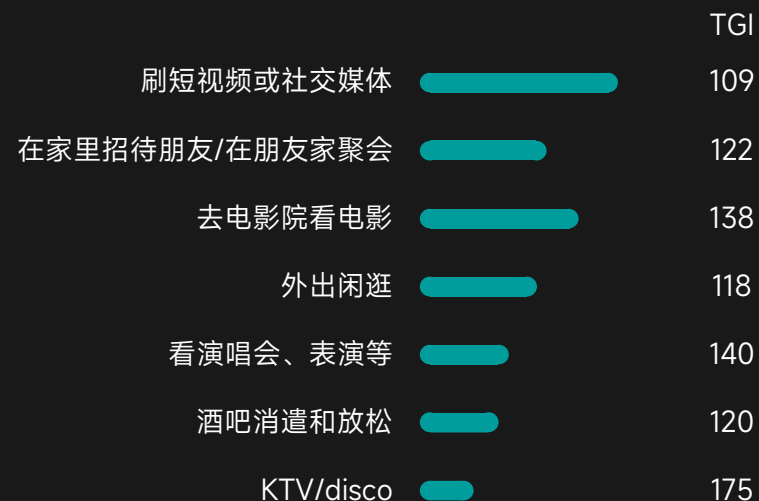 TGI
刷短视频或社交媒体 109
在家里招待朋友/在朋友家聚会 122
去电影院看电影 138
外出闲逛 118
看演唱会、表演等 140
酒吧消遣和放松 120
KTV/disco 175